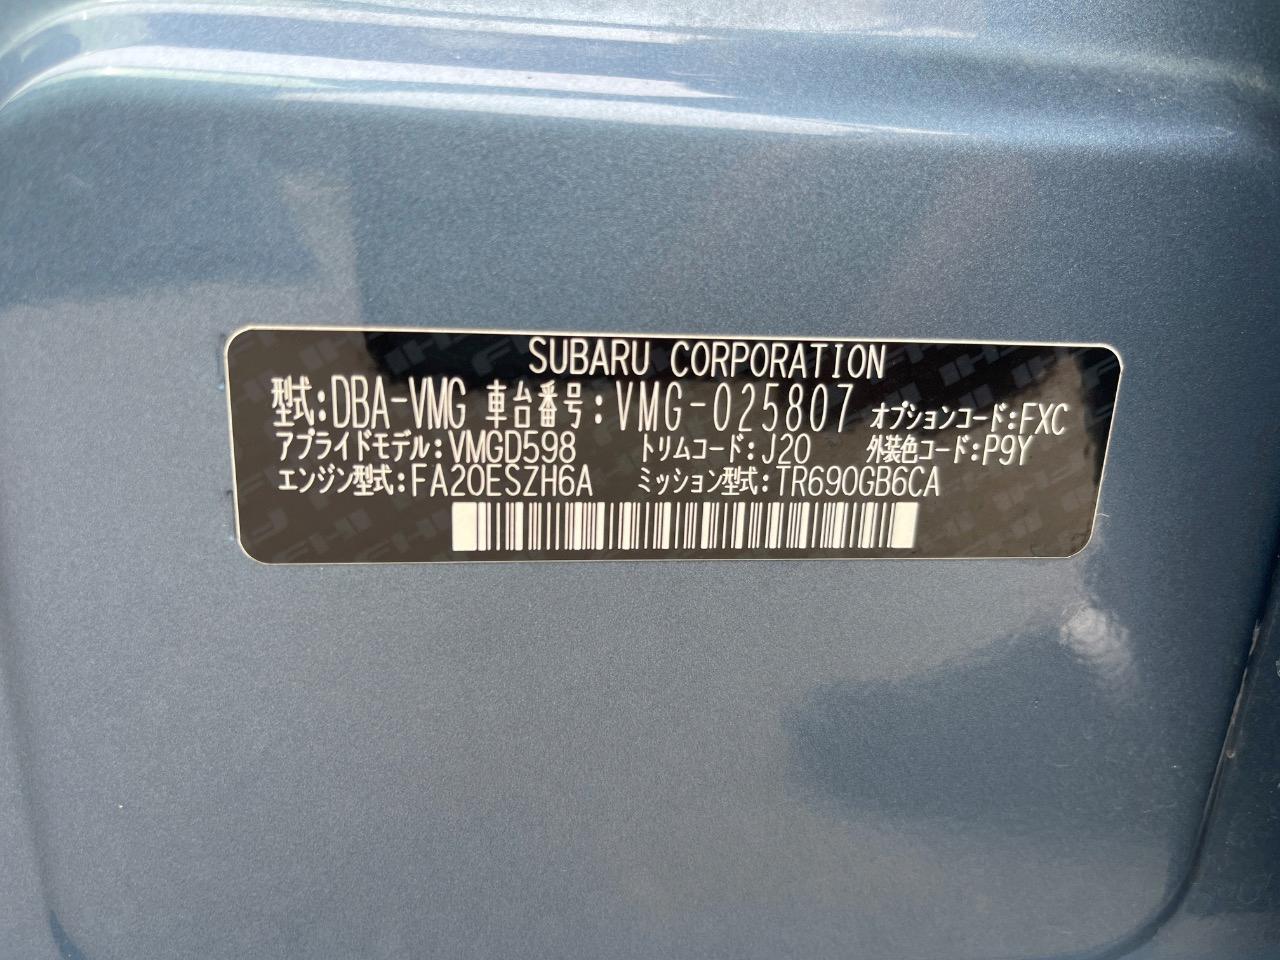 SUBARU CORPORATION
型式:DBA-VMG 車台番号:VMG-025807 オプションコード:FXC
アプライドモデル:VMGD598 トリムコード:J20 外装色コード:P9Y
エンジン型式:FA20ESZH6A ミッション型式:TR690GB6CA